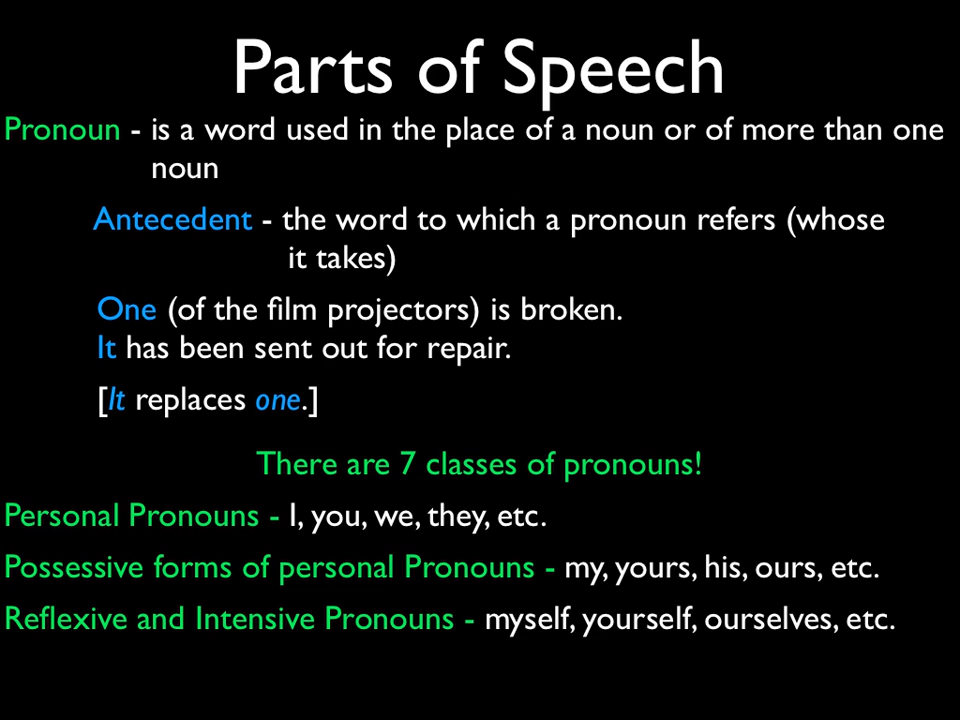 Parts of Speech
Pronoun - is a word used in the place of a noun or of more than one
noun
Antecedent - the word to which a pronoun refers (whose
it takes)
One (of the film projectors) is broken.
It has been sent out for repair.
[It replaces one.]
There are 7 classes of pronouns!
Personal Pronouns - I, you, we, they, etc.
Possessive forms of personal Pronouns - my, yours, his, ours, etc.
Reflexive and Intensive Pronouns - myself, yourself, ourselves, etc.